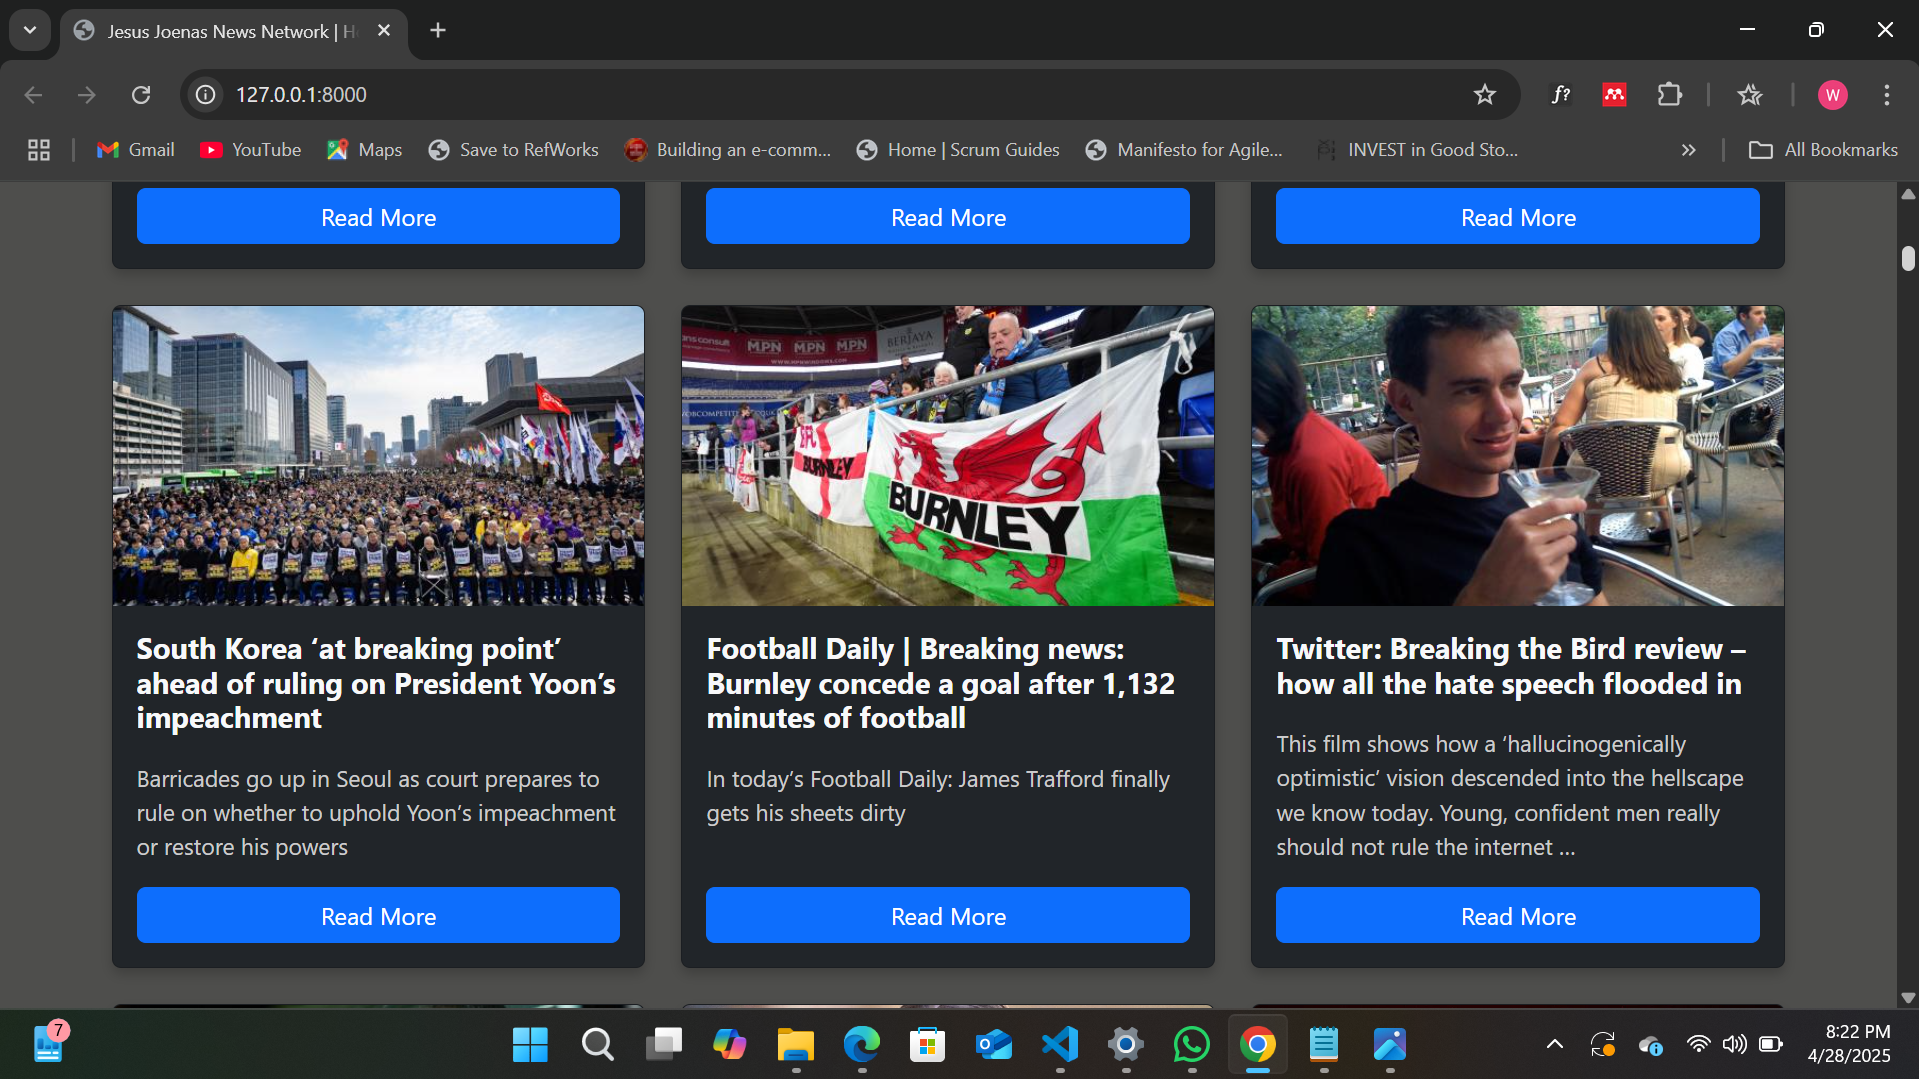 Jesus Joenas News Network | H
127.0.0.1:8000
f?
W
Gmail
YouTube
Maps
Save to RefWorks
Building an e-comm...
Home | Scrum Guides
Manifesto for Agile...
INVEST in Good Sto...
All Bookmarks
Read More
Read More
Read More
MPN MPN MPN
BERJAYA
BURNLEY
BURNLEY
South Korea ‘at breaking point’
ahead of ruling on President Yoon’s
impeachment
Barricades go up in Seoul as court prepares to
rule on whether to uphold Yoon’s impeachment
or restore his powers
Read More
Football Daily | Breaking news:
Burnley concede a goal after 1,132
minutes of football
In today’s Football Daily: James Trafford finally
gets his sheets dirty
Read More
Twitter: Breaking the Bird review –
how all the hate speech flooded in
This film shows how a ‘hallucinogenically
optimistic’ vision descended into the hellscape
we know today. Young, confident men really
should not rule the internet ...
Read More
7
8:22 PM
4/28/2025